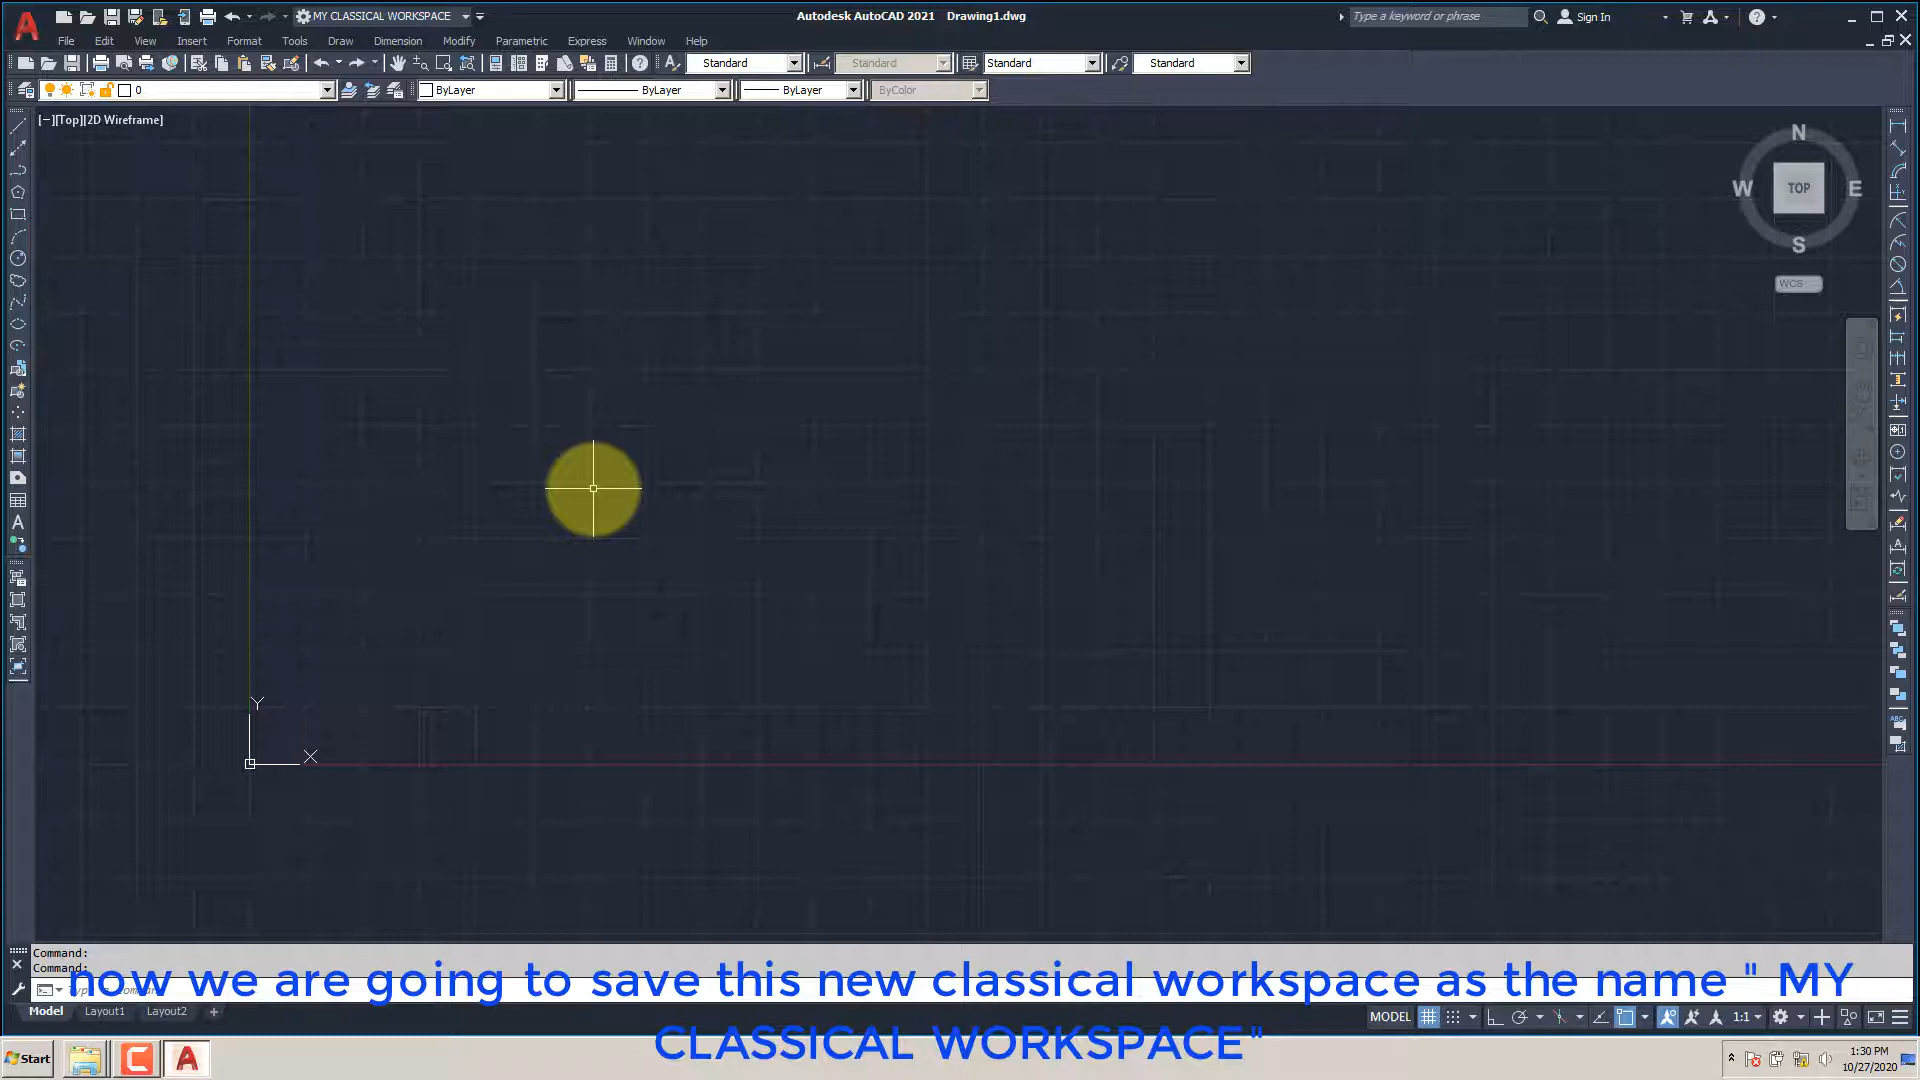 MY CLASSICAL WORKSPACE
Autodesk AutoCAD 2021 Drawing1.dwg
Type a keyword or phrase
Sign In
File Edit View Insert Format Tools Draw Dimension Modify Parametric Express Window Help
Standard Standard Standard Standard
0 ByLayer ByLayer ByLayer ByColor
[−][Top][2D Wireframe]
N
W TOP E
S
WCS
Y
X
ABC
Command:
Command:
now we are going to save this new classical workspace as the name " MY
CLASSICAL WORKSPACE"
Model Layout1 Layout2 +
MODEL 1:1
Start
1:30 PM
10/27/2020